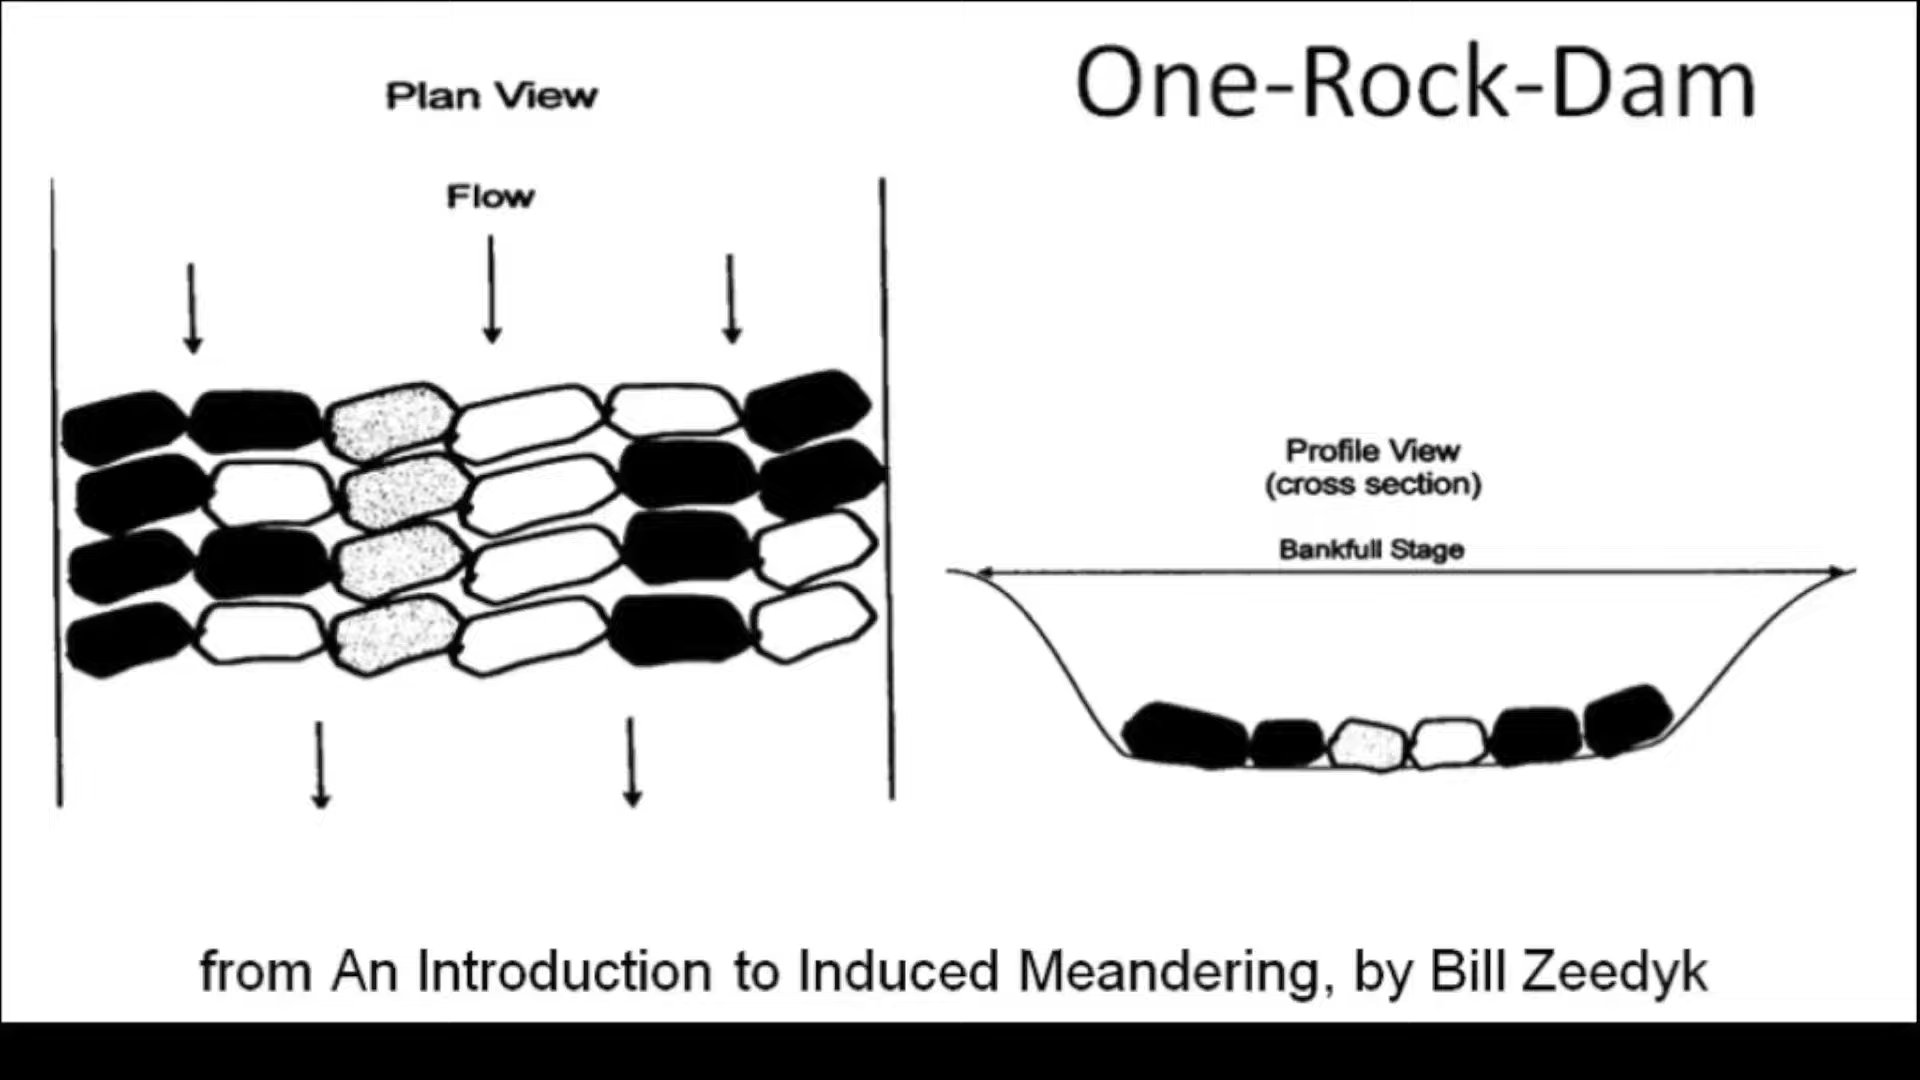 One-Rock-Dam
Plan View
Flow
Profile View
(cross section)
Bankfull Stage
from An Introduction to Induced Meandering, by Bill Zeedyk